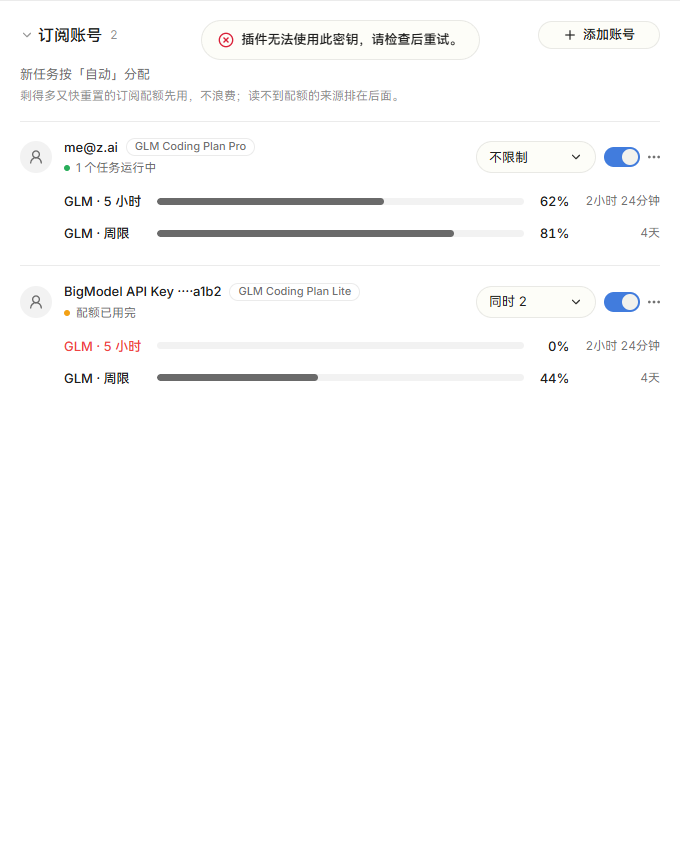 订阅账号 2
插件无法使用此密钥，请检查后重试。
添加账号
新任务按「自动」分配
剩得多又快重置的订阅配额先用，不浪费；读不到配额的来源排在后面。
me@z.ai GLM Coding Plan Pro
1 个任务运行中
不限制
GLM · 5 小时 62% 2小时 24分钟
GLM · 周限 81% 4天
BigModel API Key ····a1b2 GLM Coding Plan Lite
配额已用完
同时 2
GLM · 5 小时 0% 2小时 24分钟
GLM · 周限 44% 4天